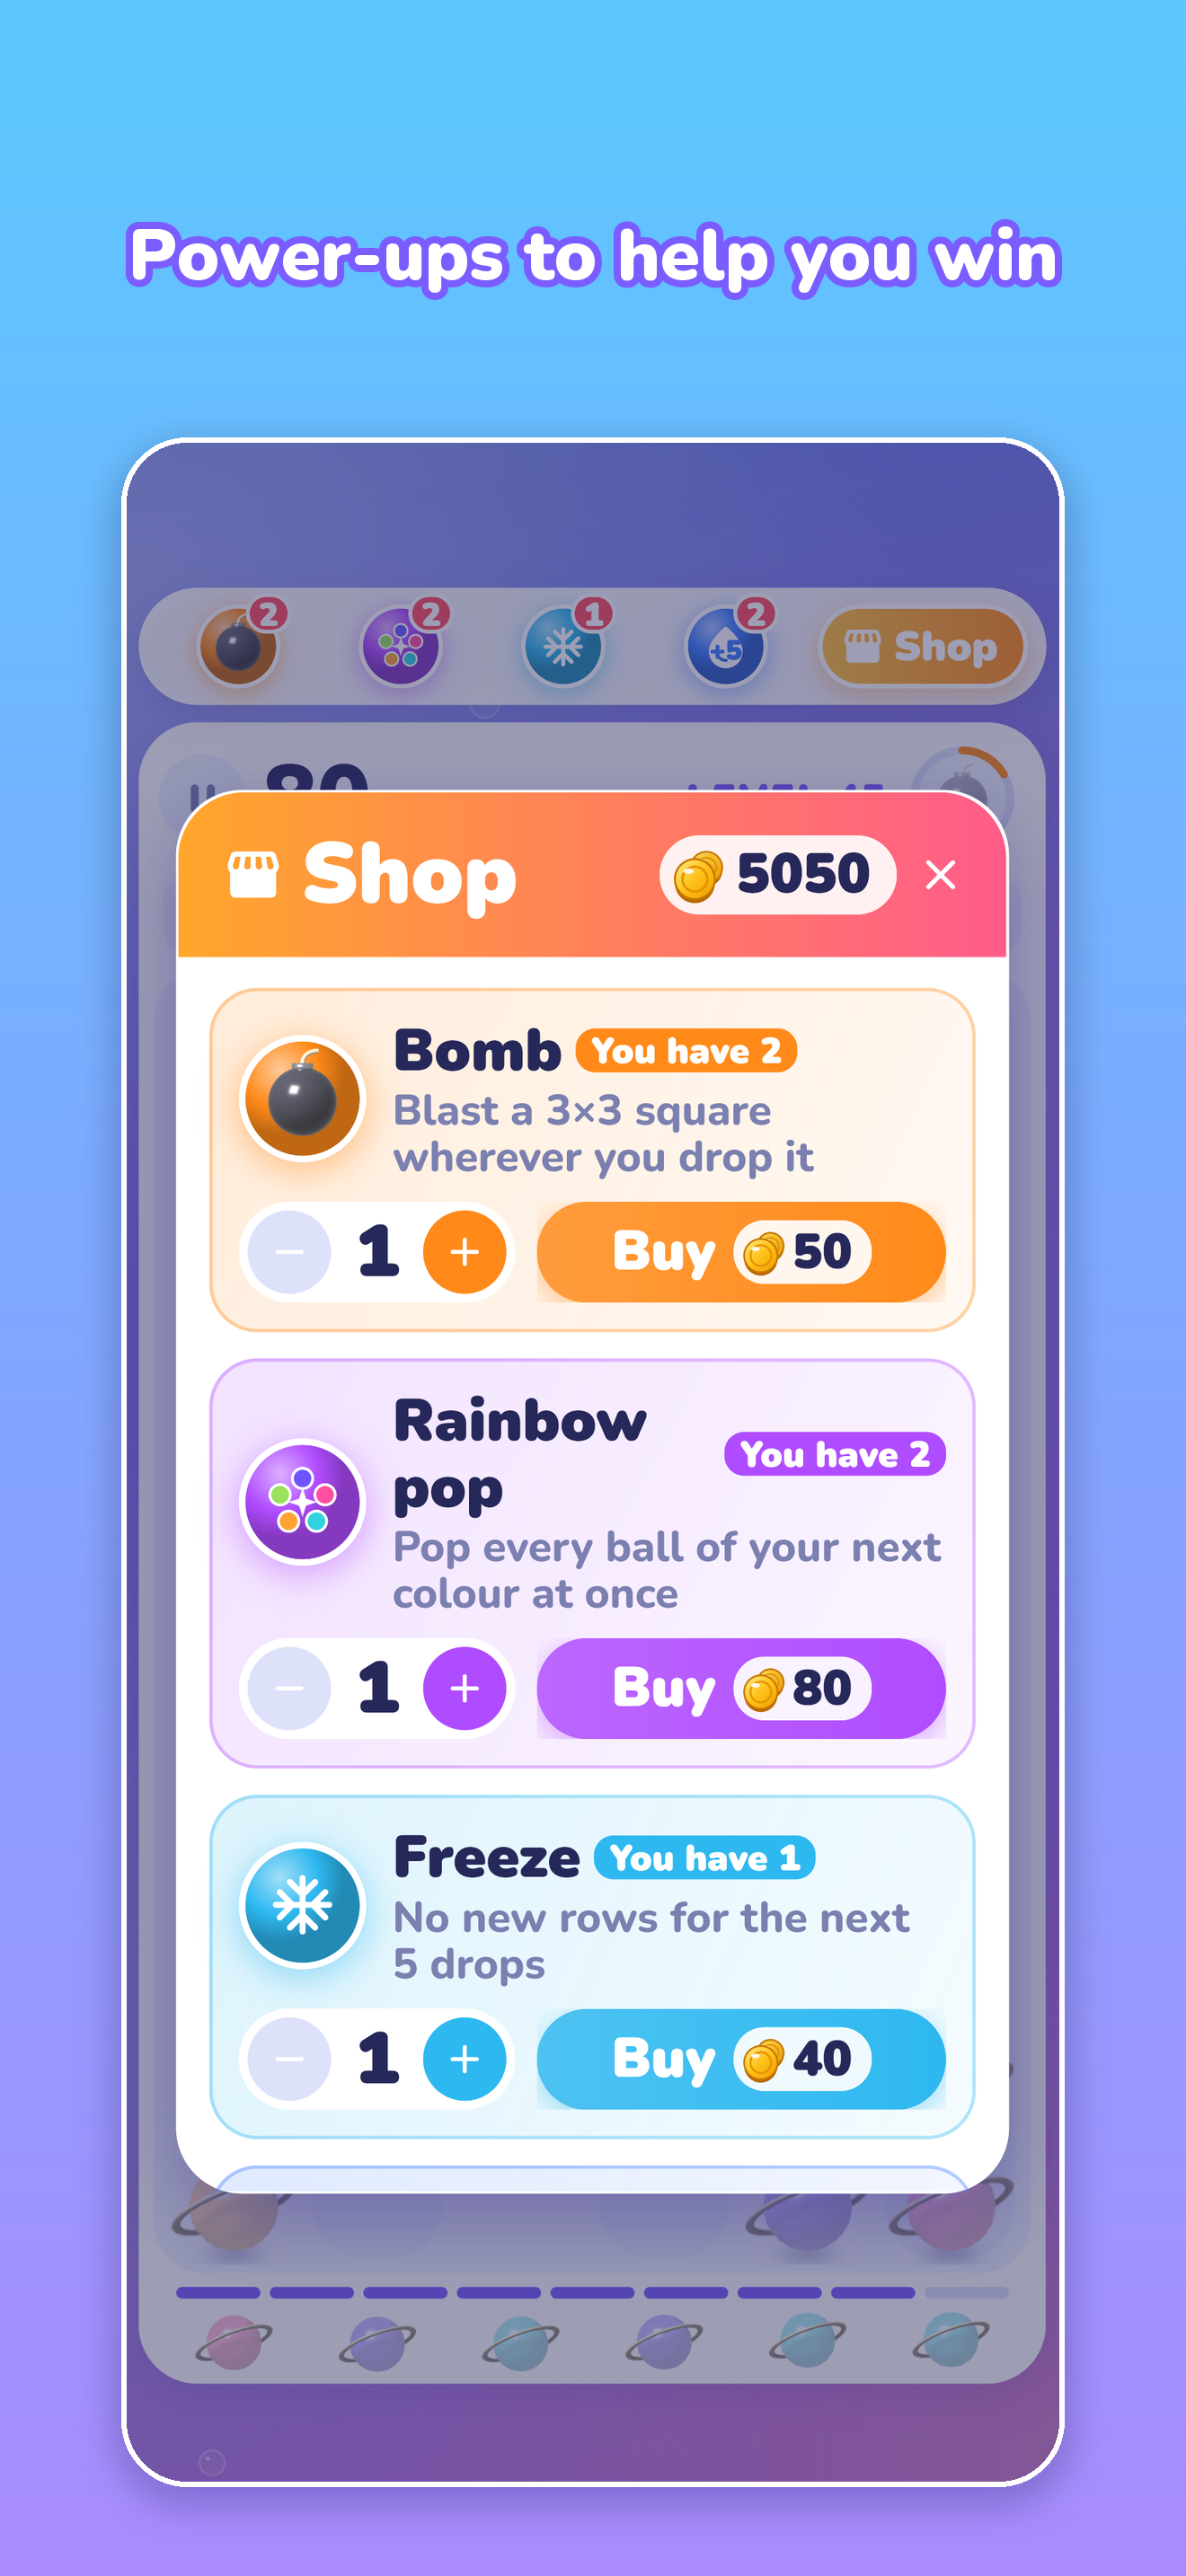 Power-ups to help you win
2
2
1
2
+5
Shop
80
Shop
5050
Bomb
You have 2
Blast a 3×3 square
wherever you drop it
1
Buy
50
Rainbow
pop
You have 2
Pop every ball of your next
colour at once
1
Buy
80
Freeze
You have 1
No new rows for the next
5 drops
1
Buy
40